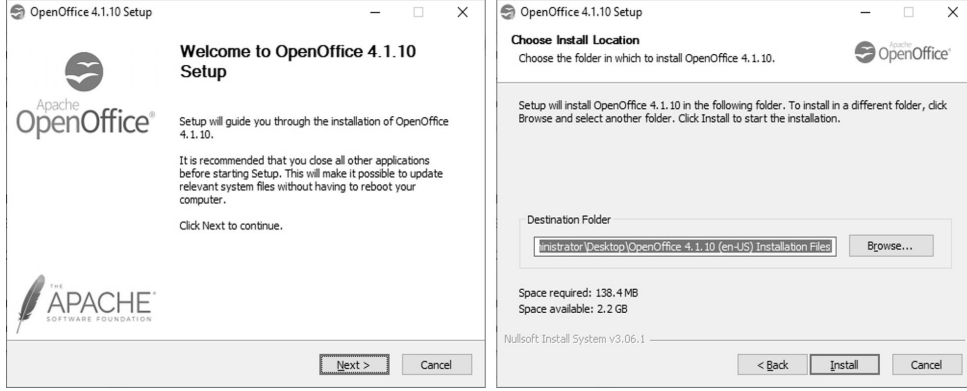 OpenOffice 4.1.10 Setup
Welcome to OpenOffice 4.1.10
Setup
Apache
OpenOffice®
Setup will guide you through the installation of OpenOffice
4.1.10.
It is recommended that you close all other applications
before starting Setup. This will make it possible to update
relevant system files without having to reboot your
computer.
Click Next to continue.
THE
APACHE®
SOFTWARE FOUNDATION
Next >
Cancel
OpenOffice 4.1.10 Setup
Choose Install Location
Choose the folder in which to install OpenOffice 4.1.10.
Apache
OpenOffice®
Setup will install OpenOffice 4.1.10 in the following folder. To install in a different folder, click
Browse and select another folder. Click Install to start the installation.
Destination Folder
inistrator\Desktop\OpenOffice 4.1.10 (en-US) Installation Files
Browse...
Space required: 138.4 MB
Space available: 2.2 GB
Nullsoft Install System v3.06.1
< Back
Install
Cancel